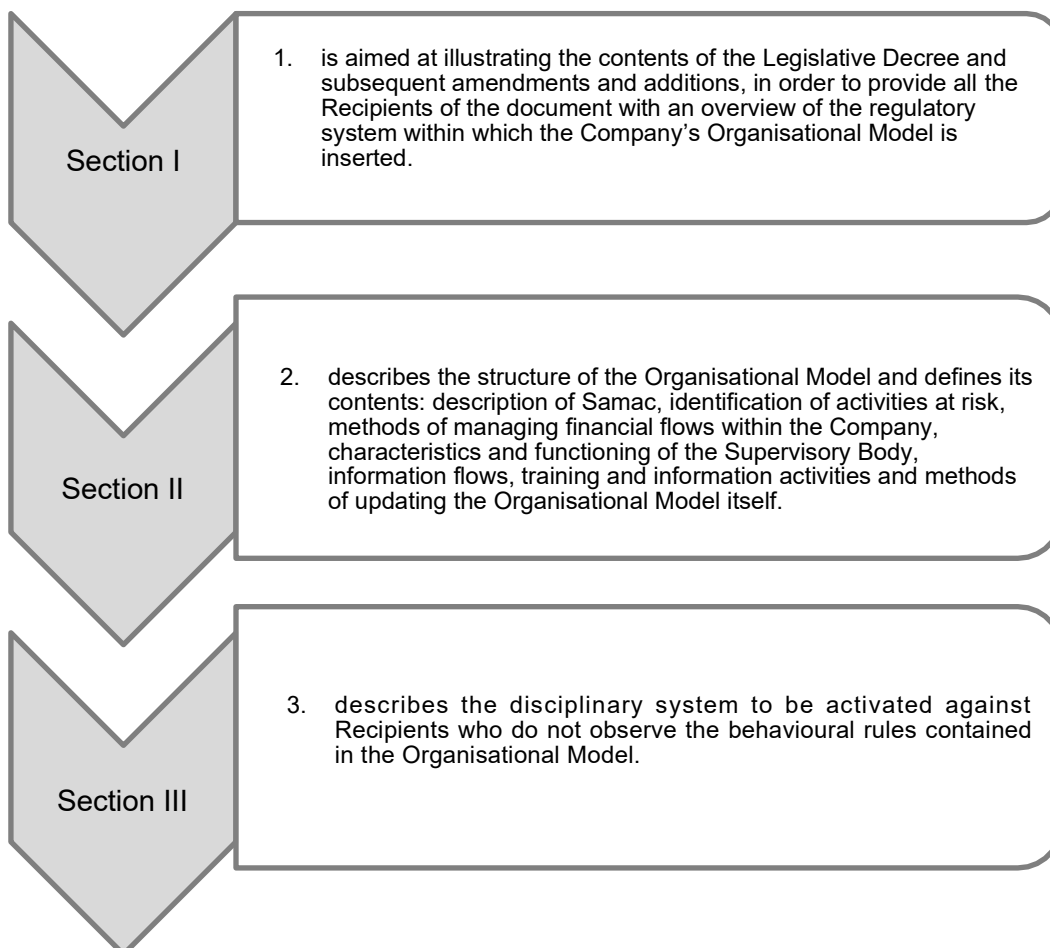 Section I
1. is aimed at illustrating the contents of the Legislative Decree and
subsequent amendments and additions, in order to provide all the
Recipients of the document with an overview of the regulatory
system within which the Company’s Organisational Model is
inserted.
Section II
2. describes the structure of the Organisational Model and defines its
contents: description of Samac, identification of activities at risk,
methods of managing financial flows within the Company,
characteristics and functioning of the Supervisory Body,
information flows, training and information activities and methods
of updating the Organisational Model itself.
Section III
3. describes the disciplinary system to be activated against
Recipients who do not observe the behavioural rules contained
in the Organisational Model.